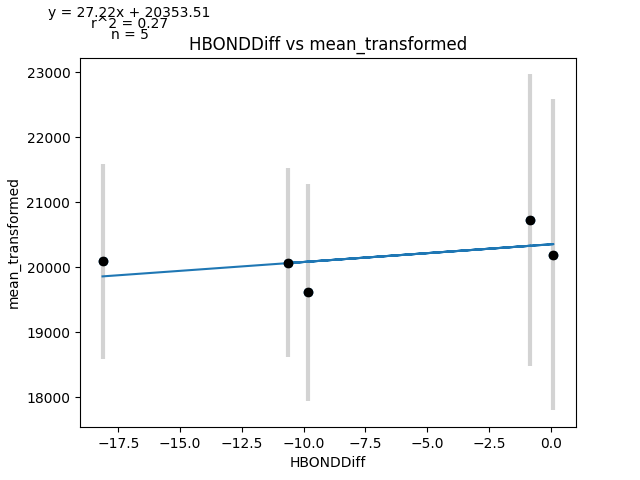 y = 27.22x + 20353.51
r^2 = 0.27
n = 5
HBONDDiff vs mean_transformed
23000
22000
21000
20000
19000
18000
mean_transformed
−17.5 −15.0 −12.5 −10.0 −7.5 −5.0 −2.5 0.0
HBONDDiff